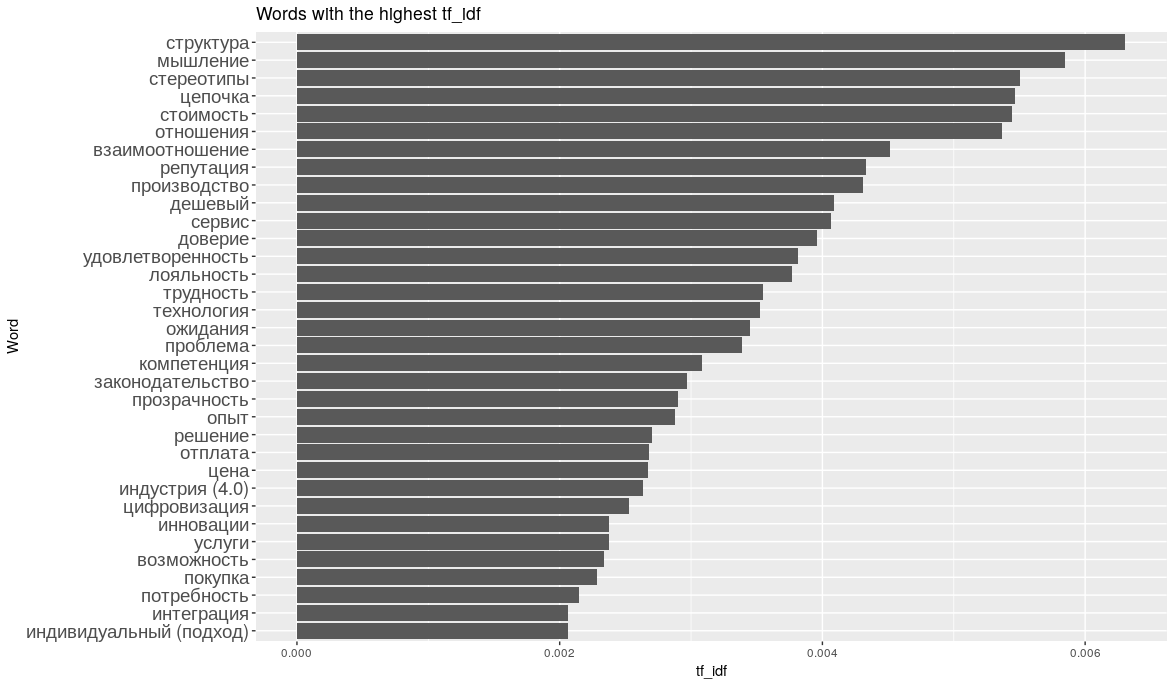 Words with the highest tf_idf
Word
структура
мышление
стереотипы
цепочка
стоимость
отношения
взаимоотношение
репутация
производство
дешевый
сервис
доверие
удовлетворенность
лояльность
трудность
технология
ожидания
проблема
компетенция
законодательство
прозрачность
опыт
решение
отплата
цена
индустрия (4.0)
цифровизация
инновации
услуги
возможность
покупка
потребность
интеграция
индивидуальный (подход)
0.000 0.002 0.004 0.006
tf_idf